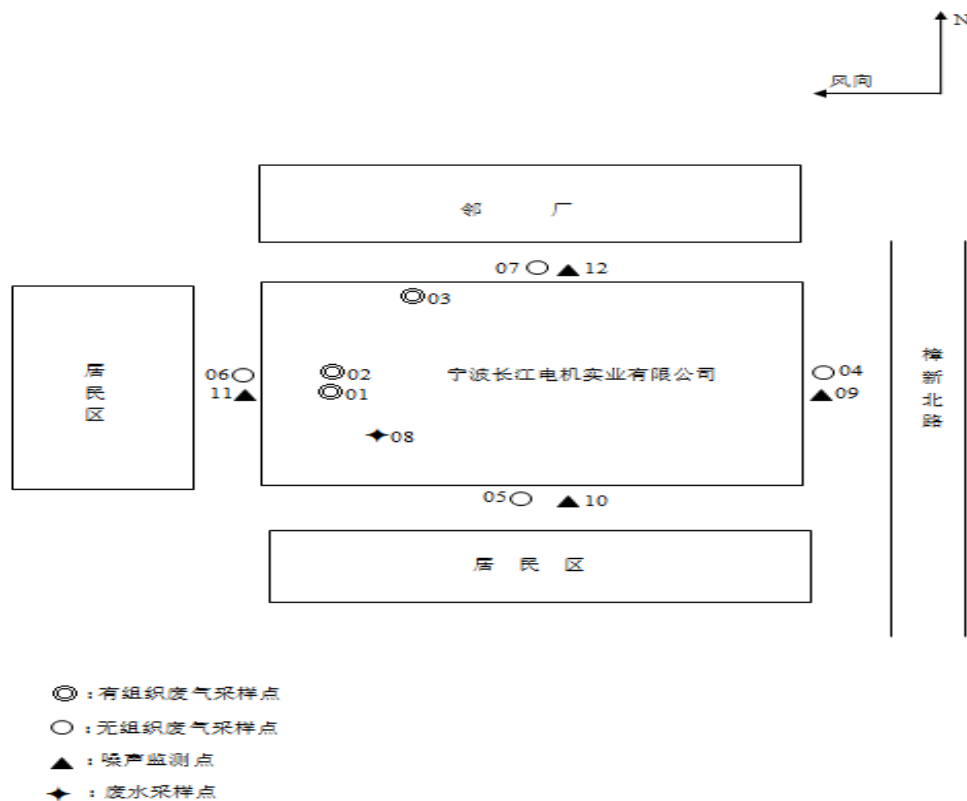 N
风向
邻 厂
07 12
03
居民区
06
11
02
01
宁波长江电机实业有限公司
04
09
樟新北路
08
05 10
居 民 区
：有组织废气采样点
：无组织废气采样点
：噪声监测点
：废水采样点